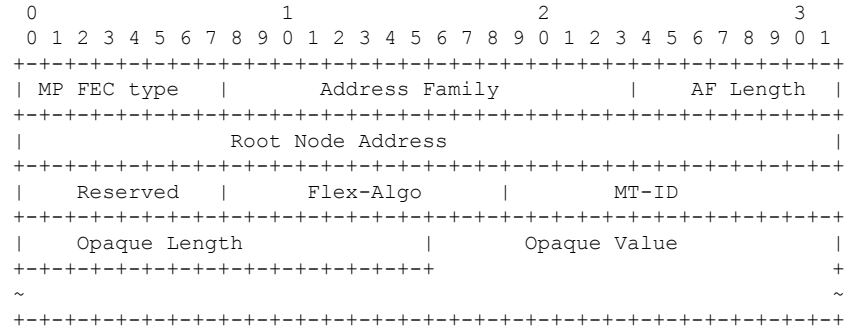 0                   1                   2                   3
 0 1 2 3 4 5 6 7 8 9 0 1 2 3 4 5 6 7 8 9 0 1 2 3 4 5 6 7 8 9 0 1
+-+-+-+-+-+-+-+-+-+-+-+-+-+-+-+-+-+-+-+-+-+-+-+-+-+-+-+-+-+-+-+-+
| MP FEC type   |       Address Family          |    AF Length  |
+-+-+-+-+-+-+-+-+-+-+-+-+-+-+-+-+-+-+-+-+-+-+-+-+-+-+-+-+-+-+-+-+
|                Root Node Address                              |
+-+-+-+-+-+-+-+-+-+-+-+-+-+-+-+-+-+-+-+-+-+-+-+-+-+-+-+-+-+-+-+-+
|    Reserved   |      Flex-Algo      |        MT-ID
+-+-+-+-+-+-+-+-+-+-+-+-+-+-+-+-+-+-+-+-+-+-+-+-+-+-+-+-+-+-+-+-+
|    Opaque Length              |       Opaque Value            |
+-+-+-+-+-+-+-+-+-+-+-+-+-+-+-+-+                               +
~                                                               ~
+-+-+-+-+-+-+-+-+-+-+-+-+-+-+-+-+-+-+-+-+-+-+-+-+-+-+-+-+-+-+-+-+